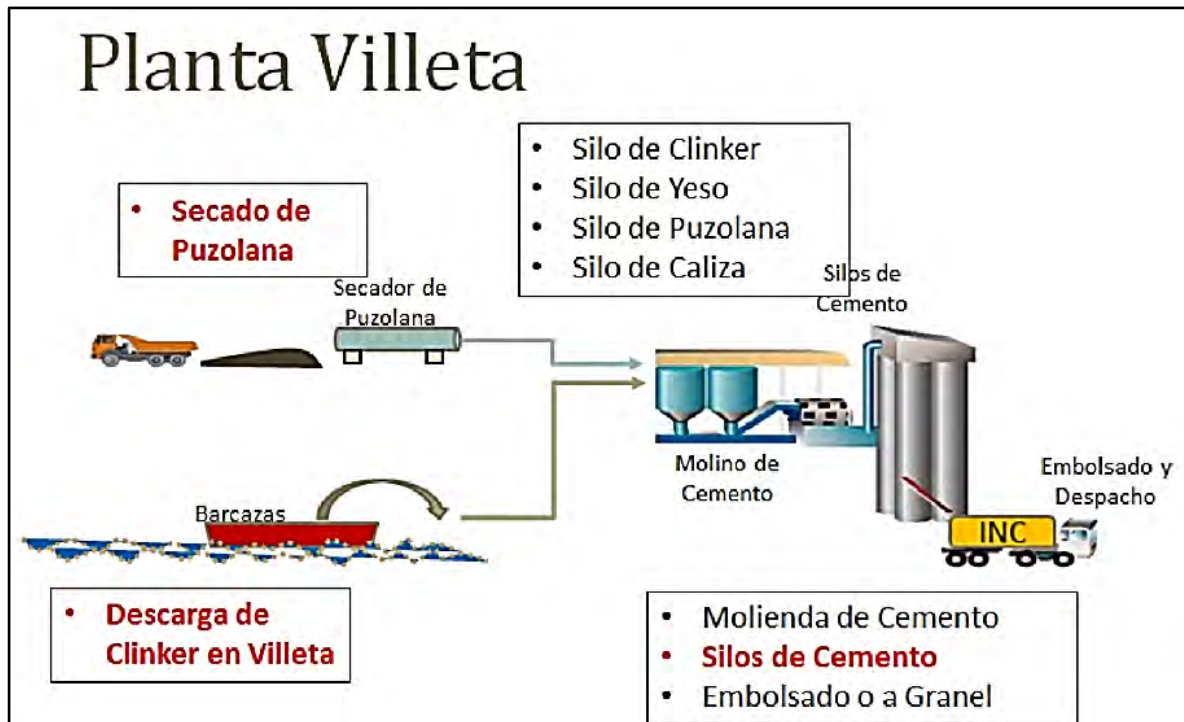 Planta Villeta
• Secado de
Puzolana
• Silo de Clinker
• Silo de Yeso
• Silo de Puzolana
• Silo de Caliza
Secador de
Puzolana
Silos de
Cemento
Molino de
Cemento
Embolsado y
Despacho
Barcazas
INC
• Descarga de
Clinker en Villeta
• Molienda de Cemento
• Silos de Cemento
• Embolsado o a Granel